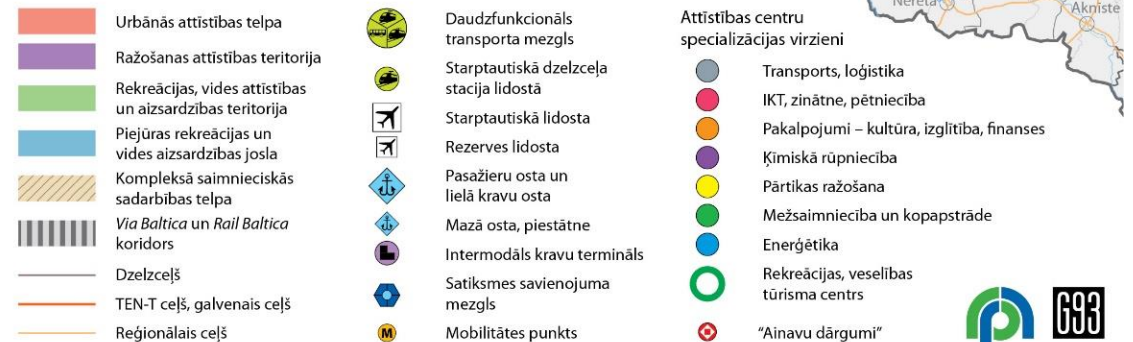 Urbānās attīstības telpa
Ražošanas attīstības teritorija
Rekreācijas, vides attīstības
un aizsardzības teritorija
Piejūras rekreācijas un
vides aizsardzības josla
Kompleksā saimnieciskās
sadarbības telpa
Via Baltica un Rail Baltica
koridors
Dzelzceļš
TEN-T ceļš, galvenais ceļš
Reģionālais ceļš
Daudzfunkcionāls
transporta mezgls
Starptautiskā dzelzceļa
stacija lidostā
Starptautiskā lidosta
Rezerves lidosta
Pasažieru osta un
lielā kravu osta
Mazā osta, piestātne
Intermodāls kravu termināls
Satiksmes savienojuma
mezgls
M Mobilitātes punkts
Attīstības centru
specializācijas virzieni
Transports, loģistika
IKT, zinātne, pētniecība
Pakalpojumi – kultūra, izglītība, finanses
Ķīmiskā rūpniecība
Pārtikas ražošana
Mežsaimniecība un kopapstrāde
Enerģētika
Rekreācijas, veselības
tūrisma centrs
"Ainavu dārgumi"
Nereta
Aknīste
G93